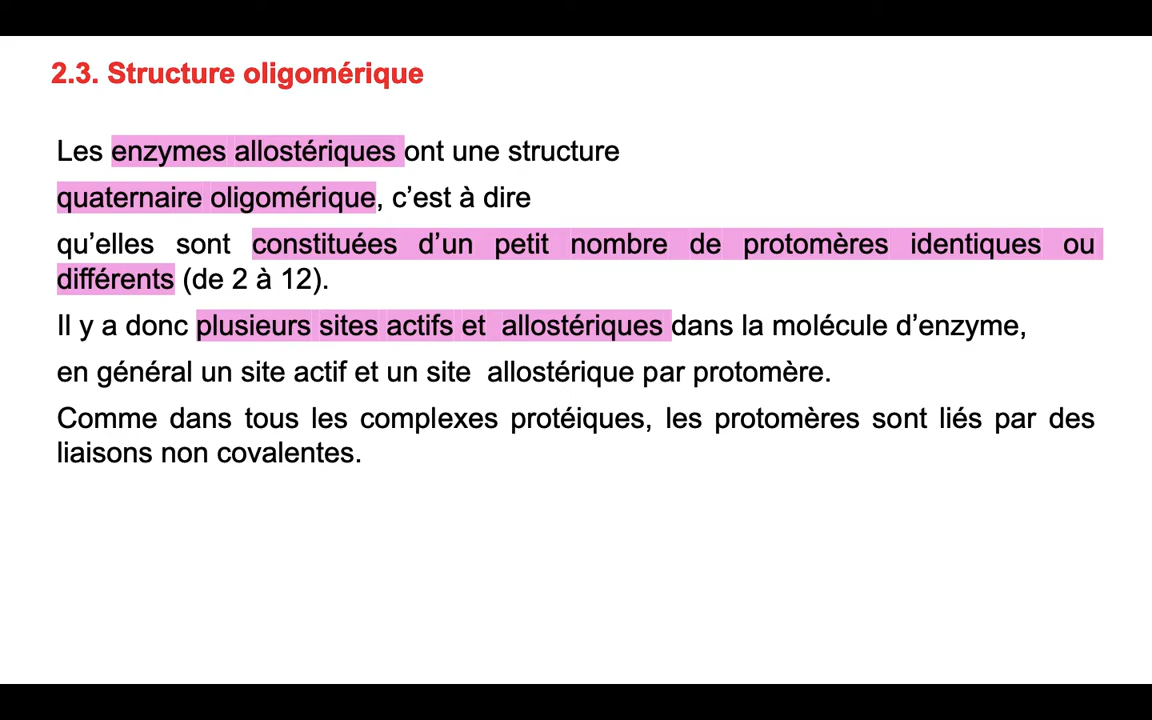 2.3. Structure oligomérique
Les enzymes allostériques ont une structure
quaternaire oligomérique, c’est à dire
qu’elles sont constituées d’un petit nombre de protomères identiques ou
différents (de 2 à 12).
Il y a donc plusieurs sites actifs et allostériques dans la molécule d’enzyme,
en général un site actif et un site allostérique par protomère.
Comme dans tous les complexes protéiques, les protomères sont liés par des
liaisons non covalentes.